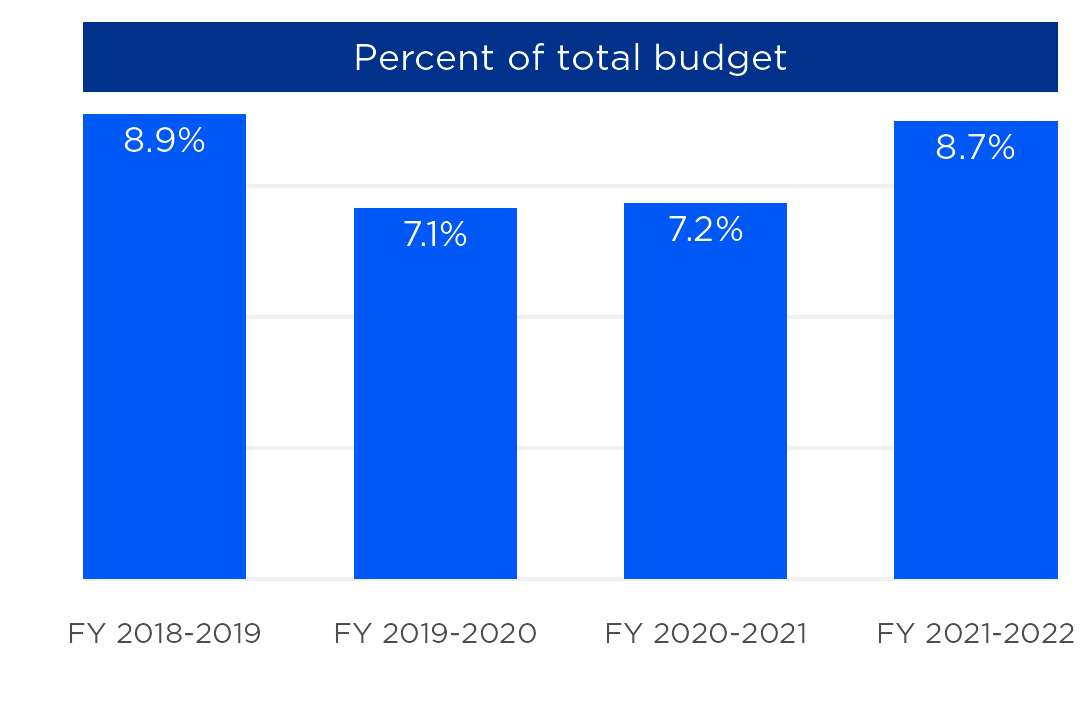 Percent of total budget
8.9%
7.1%
7.2%
8.7%
FY 2018-2019
FY 2019-2020
FY 2020-2021
FY 2021-2022